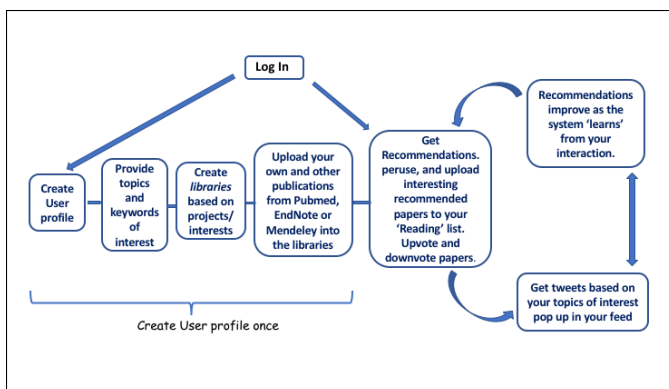 Log In
Create
User
profile
Provide
topics
and
keywords
of
interest
Create
libraries
based on
projects/
interests
Upload your
own and other
publications
from Pubmed,
EndNote or
Mendeley into
the libraries
Get
Recommendations.
peruse, and upload
interesting
recommended
papers to your
‘Reading’ list.
Upvote and
downvote papers.
Recommendations
improve as the
system ‘learns’
from your
interaction.
Get tweets based on
your topics of interest
pop up in your feed
Create User profile once